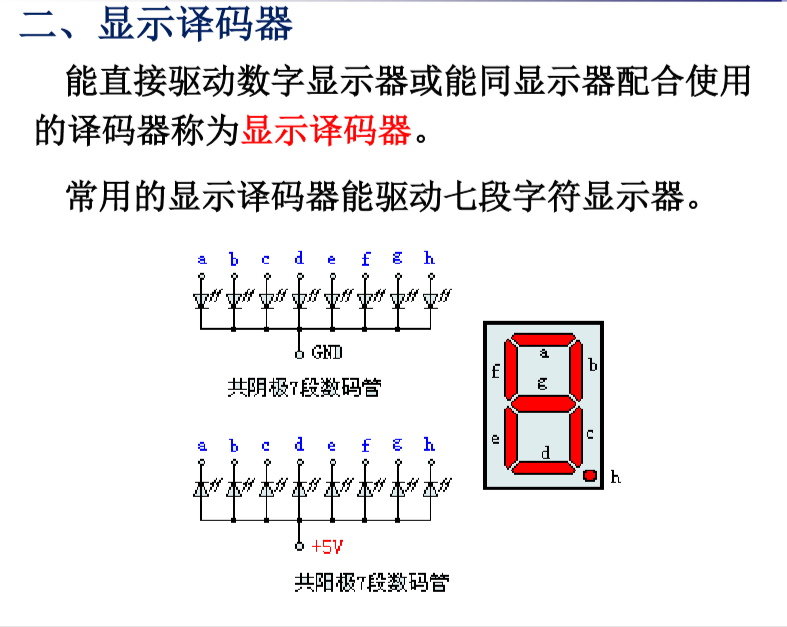 二、显示译码器
能直接驱动数字显示器或能同显示器配合使用
的译码器称为显示译码器。
常用的显示译码器能驱动七段字符显示器。
a b c d e f g h
GND
共阴极7段数码管
a
b
f
g
e
c
d
h
a b c d e f g h
+5V
共阳极7段数码管